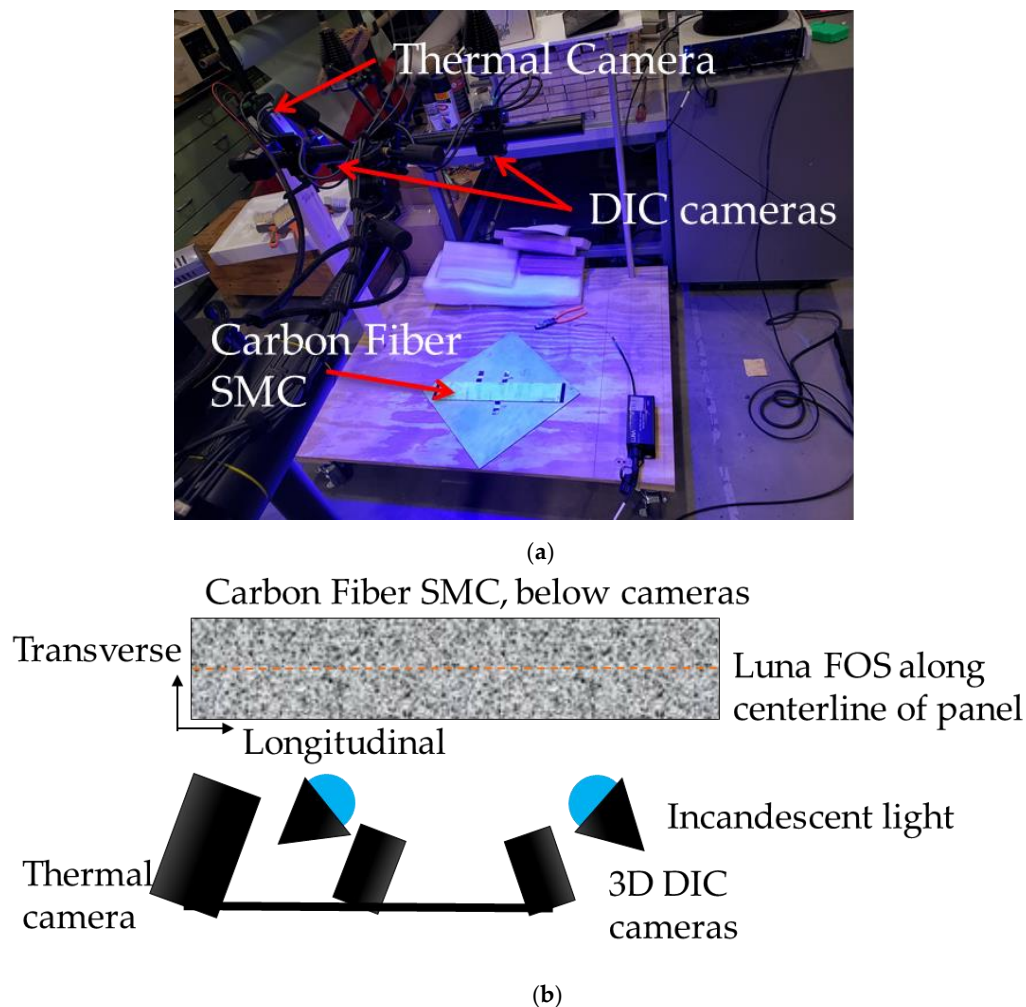 Thermal Camera
DIC cameras
Carbon Fiber
SMC
(a)
Carbon Fiber SMC, below cameras
Transverse
Luna FOS along
centerline of panel
Longitudinal
Incandescent light
Thermal
camera
3D DIC
cameras
(b)